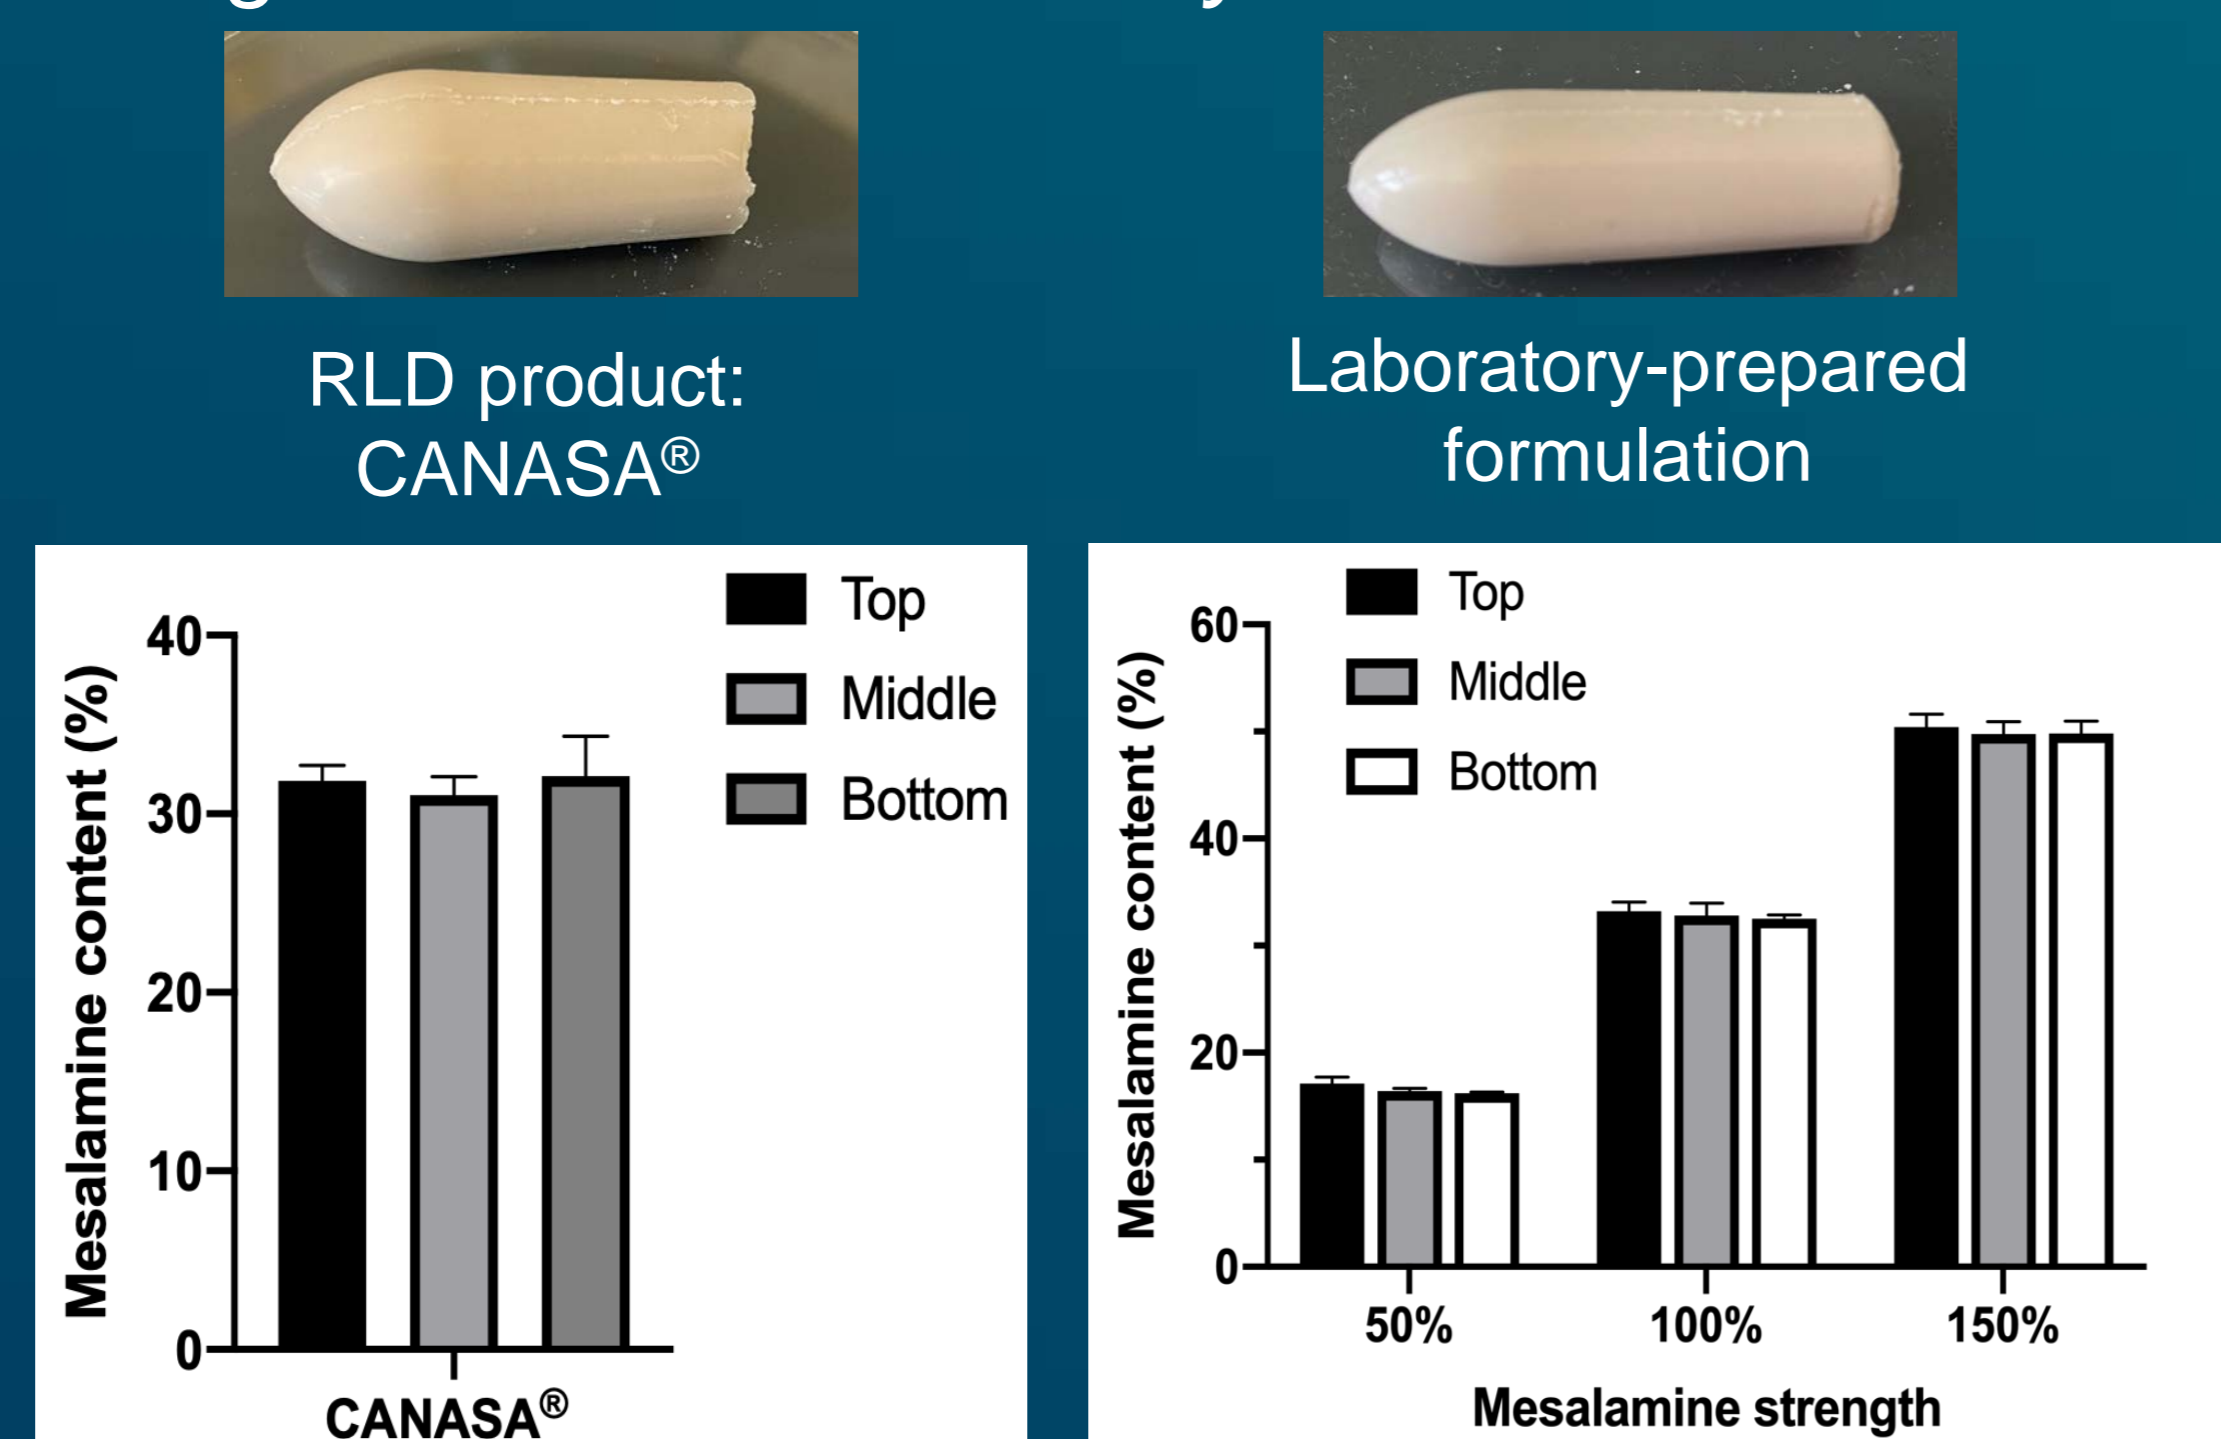 RLD product:
CANASA®
Laboratory-prepared
formulation
Top
Middle
Bottom
40
30
20
10
0
Mesalamine content (%)
CANASA®
Top
Middle
Bottom
60
40
20
0
Mesalamine content (%)
50% 100% 150%
Mesalamine strength